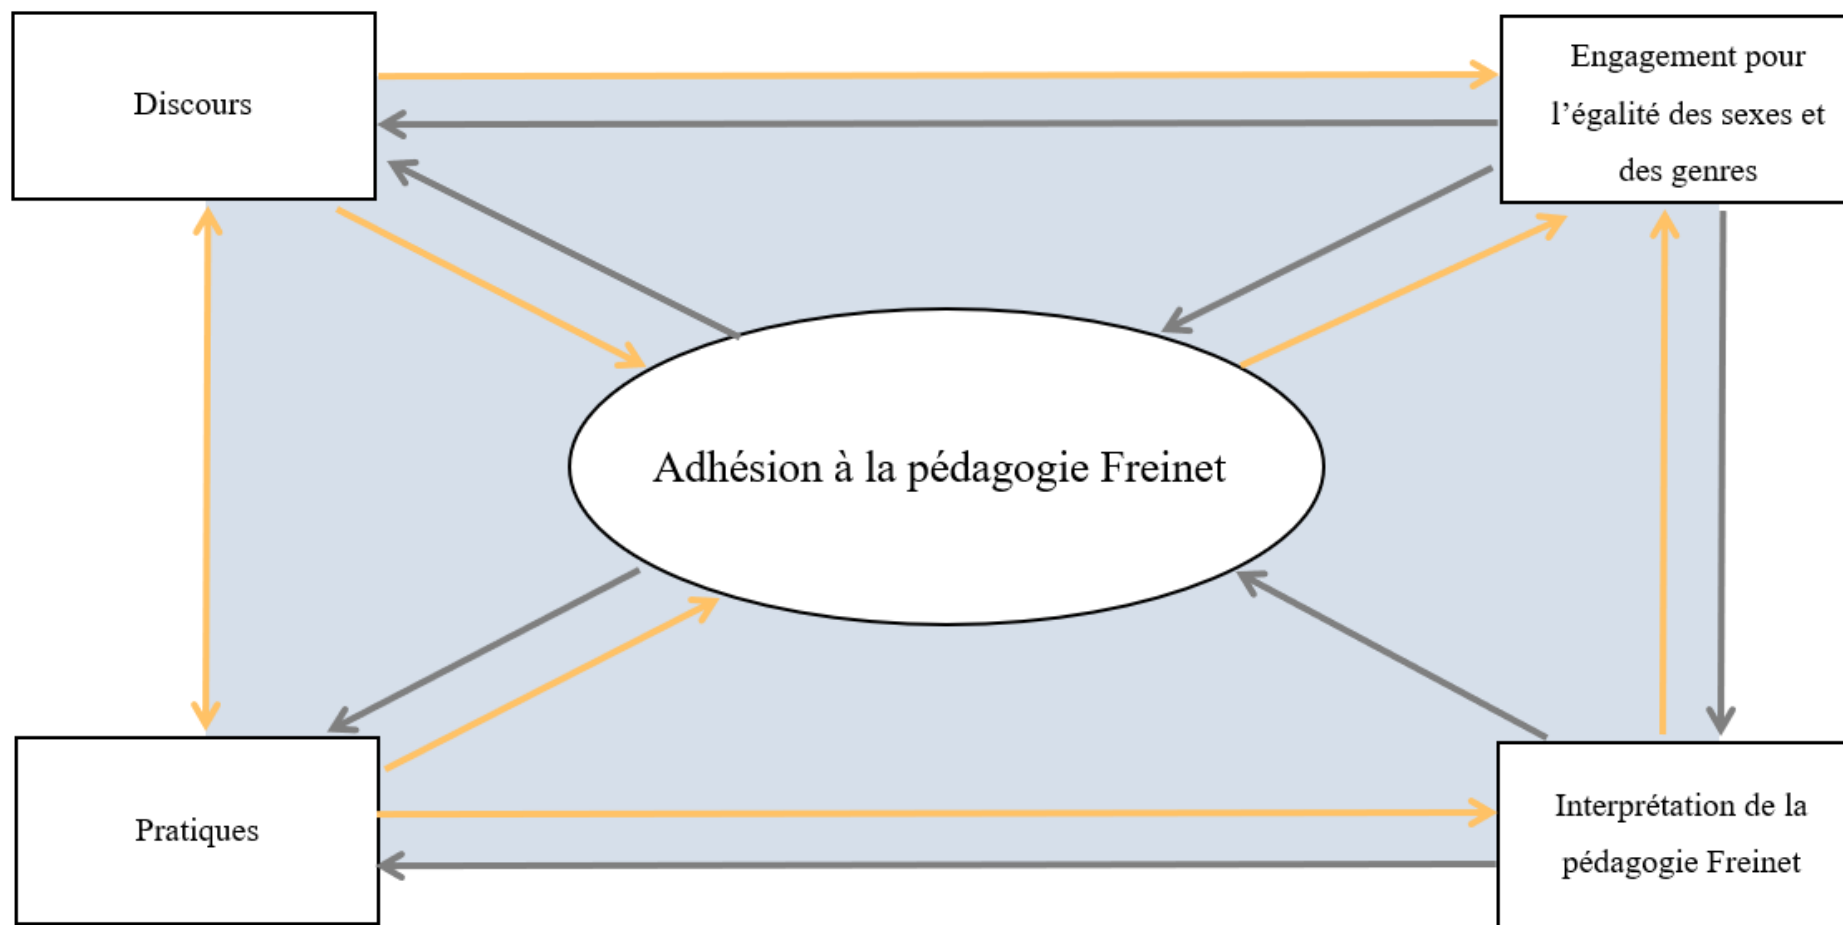 Discours
Engagement pour
l’égalité des sexes et
des genres
Adhésion à la pédagogie Freinet
Pratiques
Interprétation de la
pédagogie Freinet